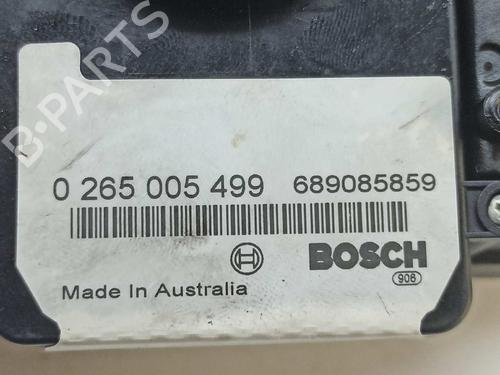 B-PARTS
0 265 005 499 689085859
BOSCH
906
Made In Australia